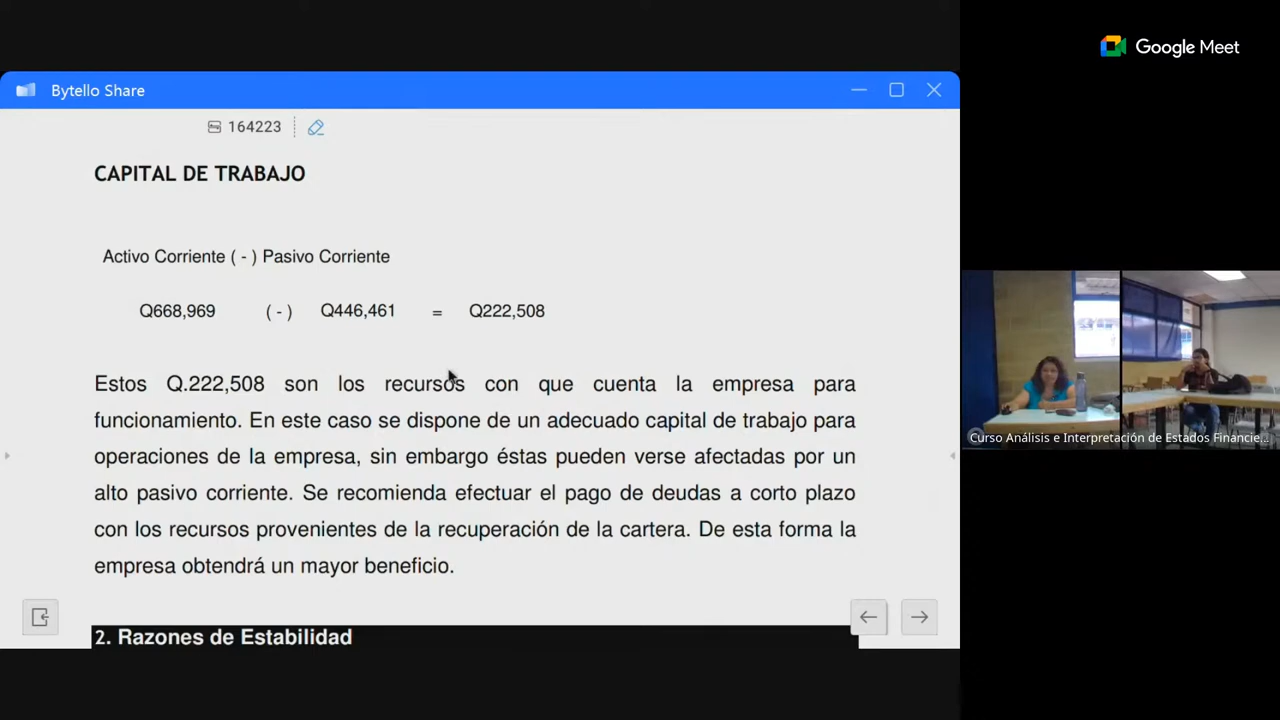 Google Meet
Bytello Share
164223
CAPITAL DE TRABAJO
Activo Corriente ( - ) Pasivo Corriente
Q668,969 ( - ) Q446,461 = Q222,508
Estos Q.222,508 son los recursos con que cuenta la empresa para
funcionamiento. En este caso se dispone de un adecuado capital de trabajo para
operaciones de la empresa, sin embargo éstas pueden verse afectadas por un
alto pasivo corriente. Se recomienda efectuar el pago de deudas a corto plazo
con los recursos provenientes de la recuperación de la cartera. De esta forma la
empresa obtendrá un mayor beneficio.
Curso Análisis e Interpretación de Estados Financie...
2. Razones de Estabilidad